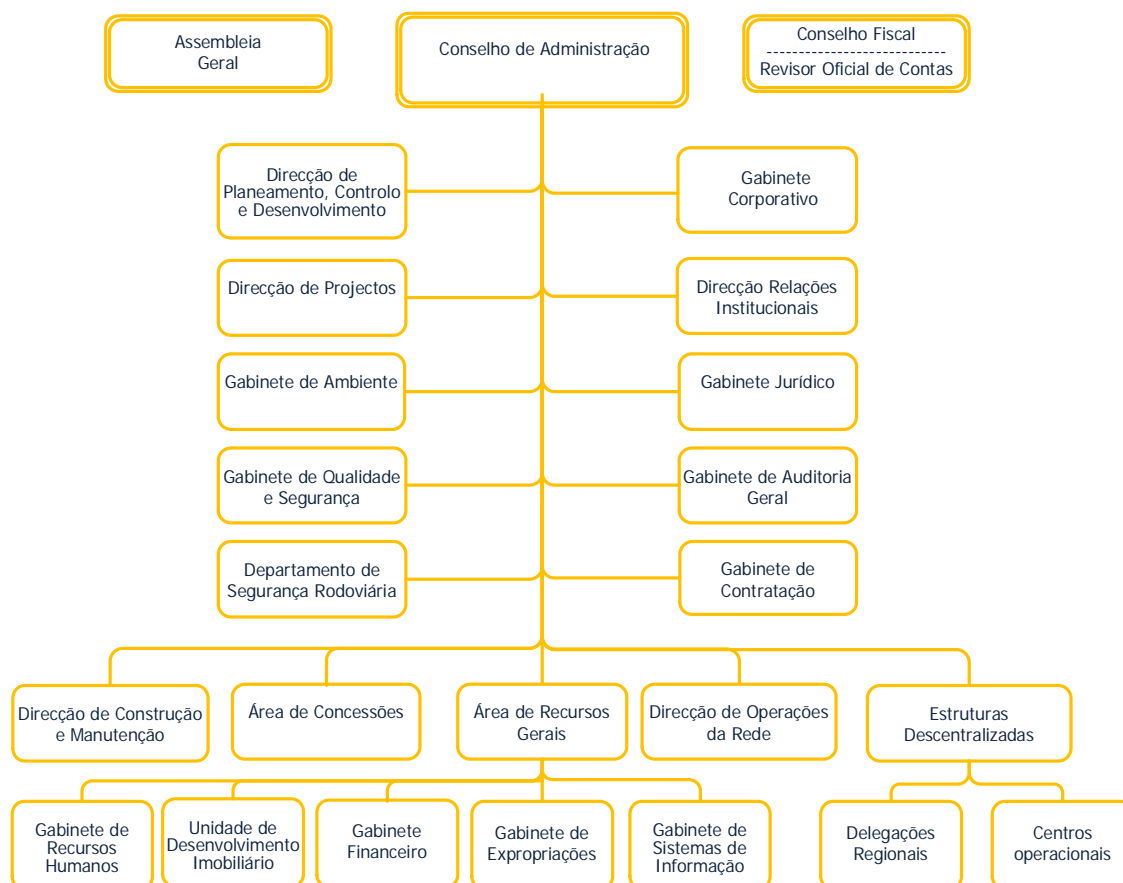 Assembleia
Geral
Conselho de Administração
Conselho Fiscal
----------------------------
Revisor Oficial de Contas
Direcção de
Planeamento, Controlo
e Desenvolvimento
Gabinete
Corporativo
Direcção de Projectos
Direcção Relações
Institucionais
Gabinete de Ambiente
Gabinete Jurídico
Gabinete de Qualidade
e Segurança
Gabinete de Auditoria
Geral
Departamento de
Segurança Rodoviária
Gabinete de
Contratação
Direcção de Construção
e Manutenção
Área de Concessões
Área de Recursos
Gerais
Direcção de Operações
da Rede
Estruturas
Descentralizadas
Gabinete de
Recursos
Humanos
Unidade de
Desenvolvimento
Imobiliário
Gabinete
Financeiro
Gabinete de
Expropriações
Gabinete de
Sistemas de
Informação
Delegações
Regionais
Centros
operacionais